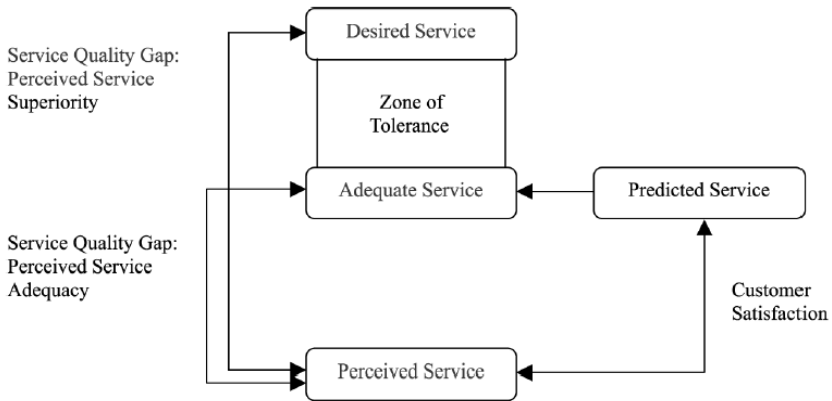 Desired Service
Service Quality Gap:
Perceived Service
Superiority
Zone of
Tolerance
Adequate Service
Predicted Service
Service Quality Gap:
Perceived Service
Adequacy
Customer
Satisfaction
Perceived Service